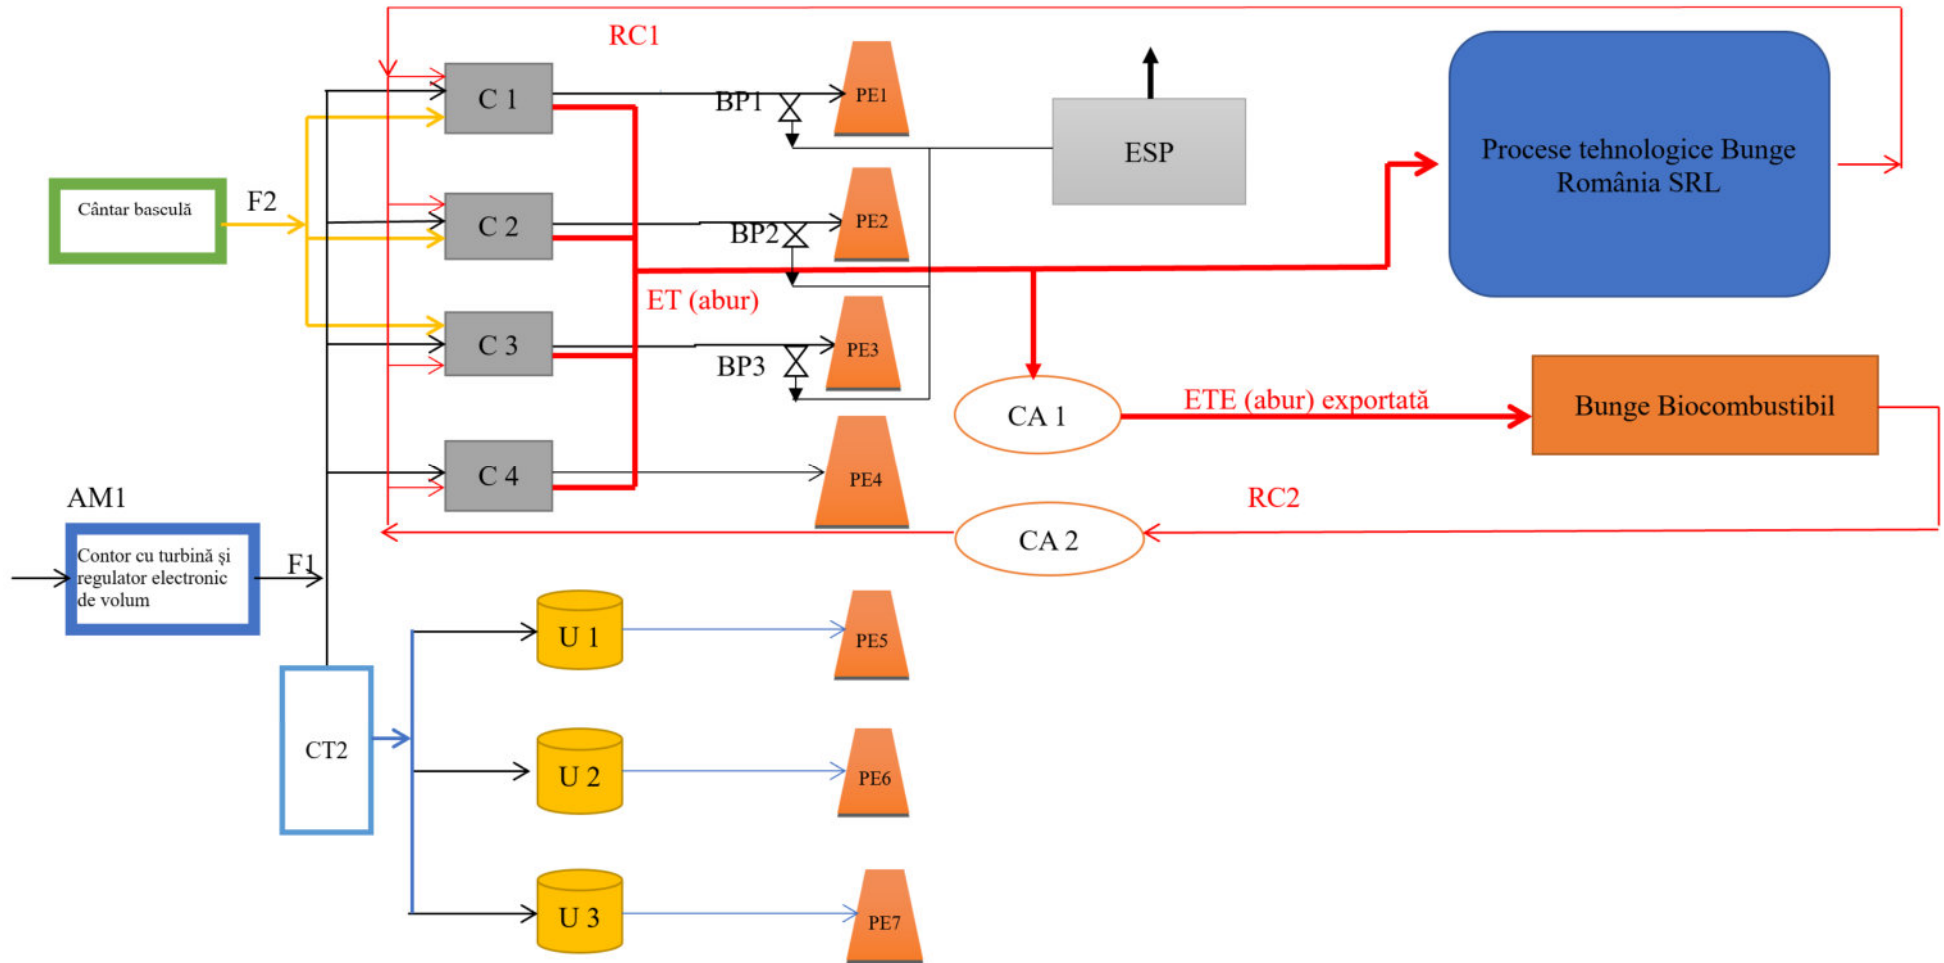 RC1
C 1
BP1
PE1
ESP
Procese tehnologice Bunge
România SRL
Cântar basculă
F2
C 2
BP2
PE2
ET (abur)
C 3
BP3
PE3
CA 1
ETE (abur) exportată
Bunge Biocombustibil
C 4
PE4
RC2
CA 2
AM1
Contor cu turbină și
regulator electronic
de volum
F1
U 1
PE5
CT2
U 2
PE6
U 3
PE7